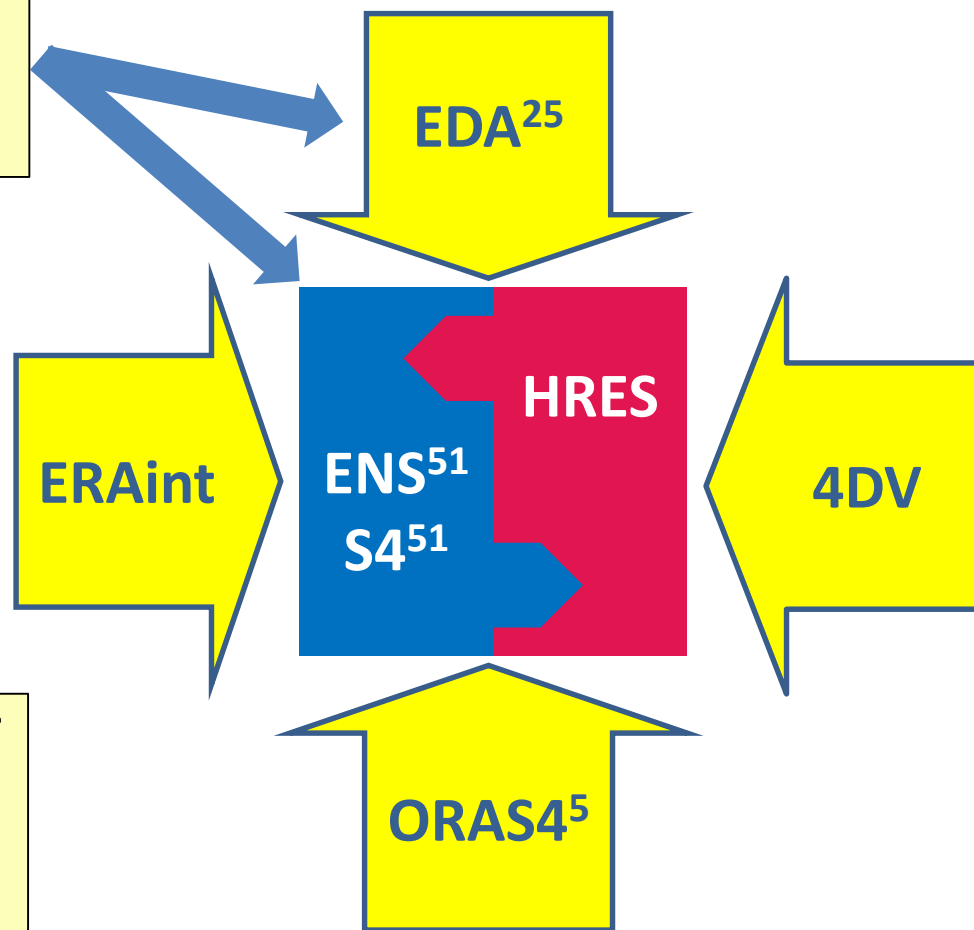 EDA²⁵
HRES
ERAint
ENS⁵¹
S4⁵¹
4DV
ORAS4⁵